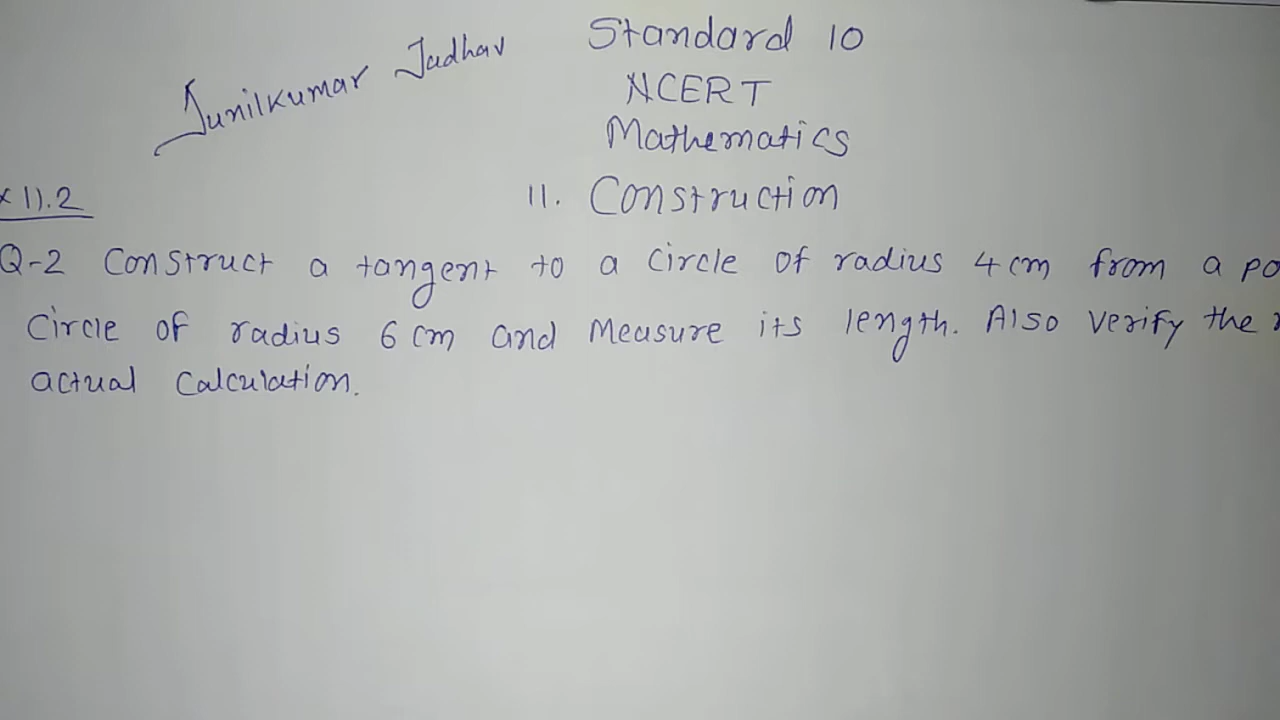 Sunilkumar Jadhav
Standard 10
NCERT
Mathematics
x 11.2
11. Construction
Q-2 Construct a tangent to a circle of radius 4 cm from a po
Circle of radius 6 cm and Measure its length. Also verify the
actual Calculation.